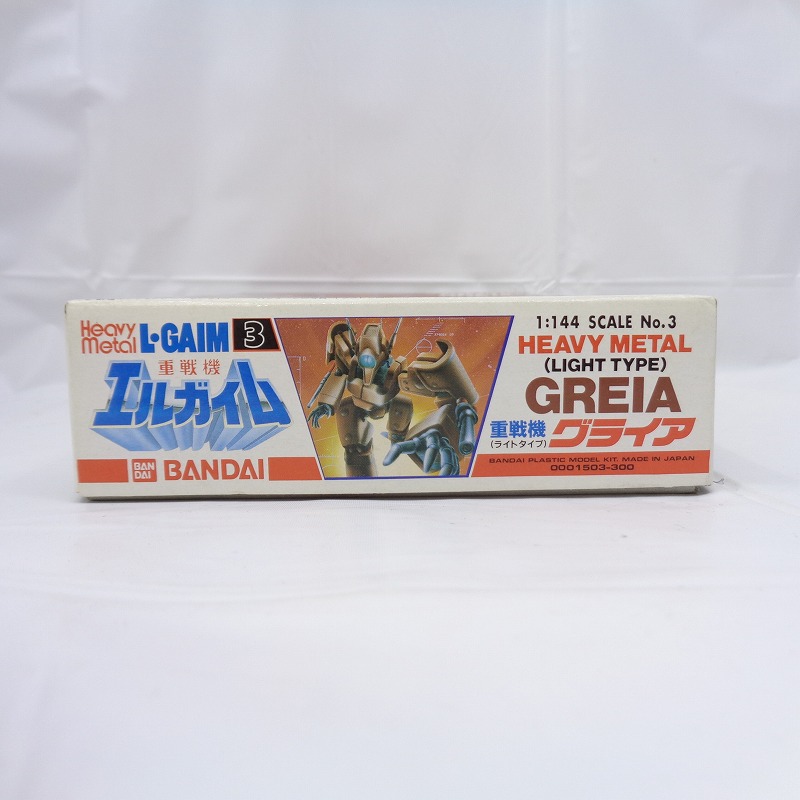 Heavy Metal L·GAIM 3
重戦機
エルガイム
BAN DAI BANDAI
1:144 SCALE No.3
HEAVY METAL
(LIGHT TYPE)
GREIA
重戦機 グライア
(ライトタイプ)
BANDAI PLASTIC MODEL KIT. MADE IN JAPAN
0001503-300